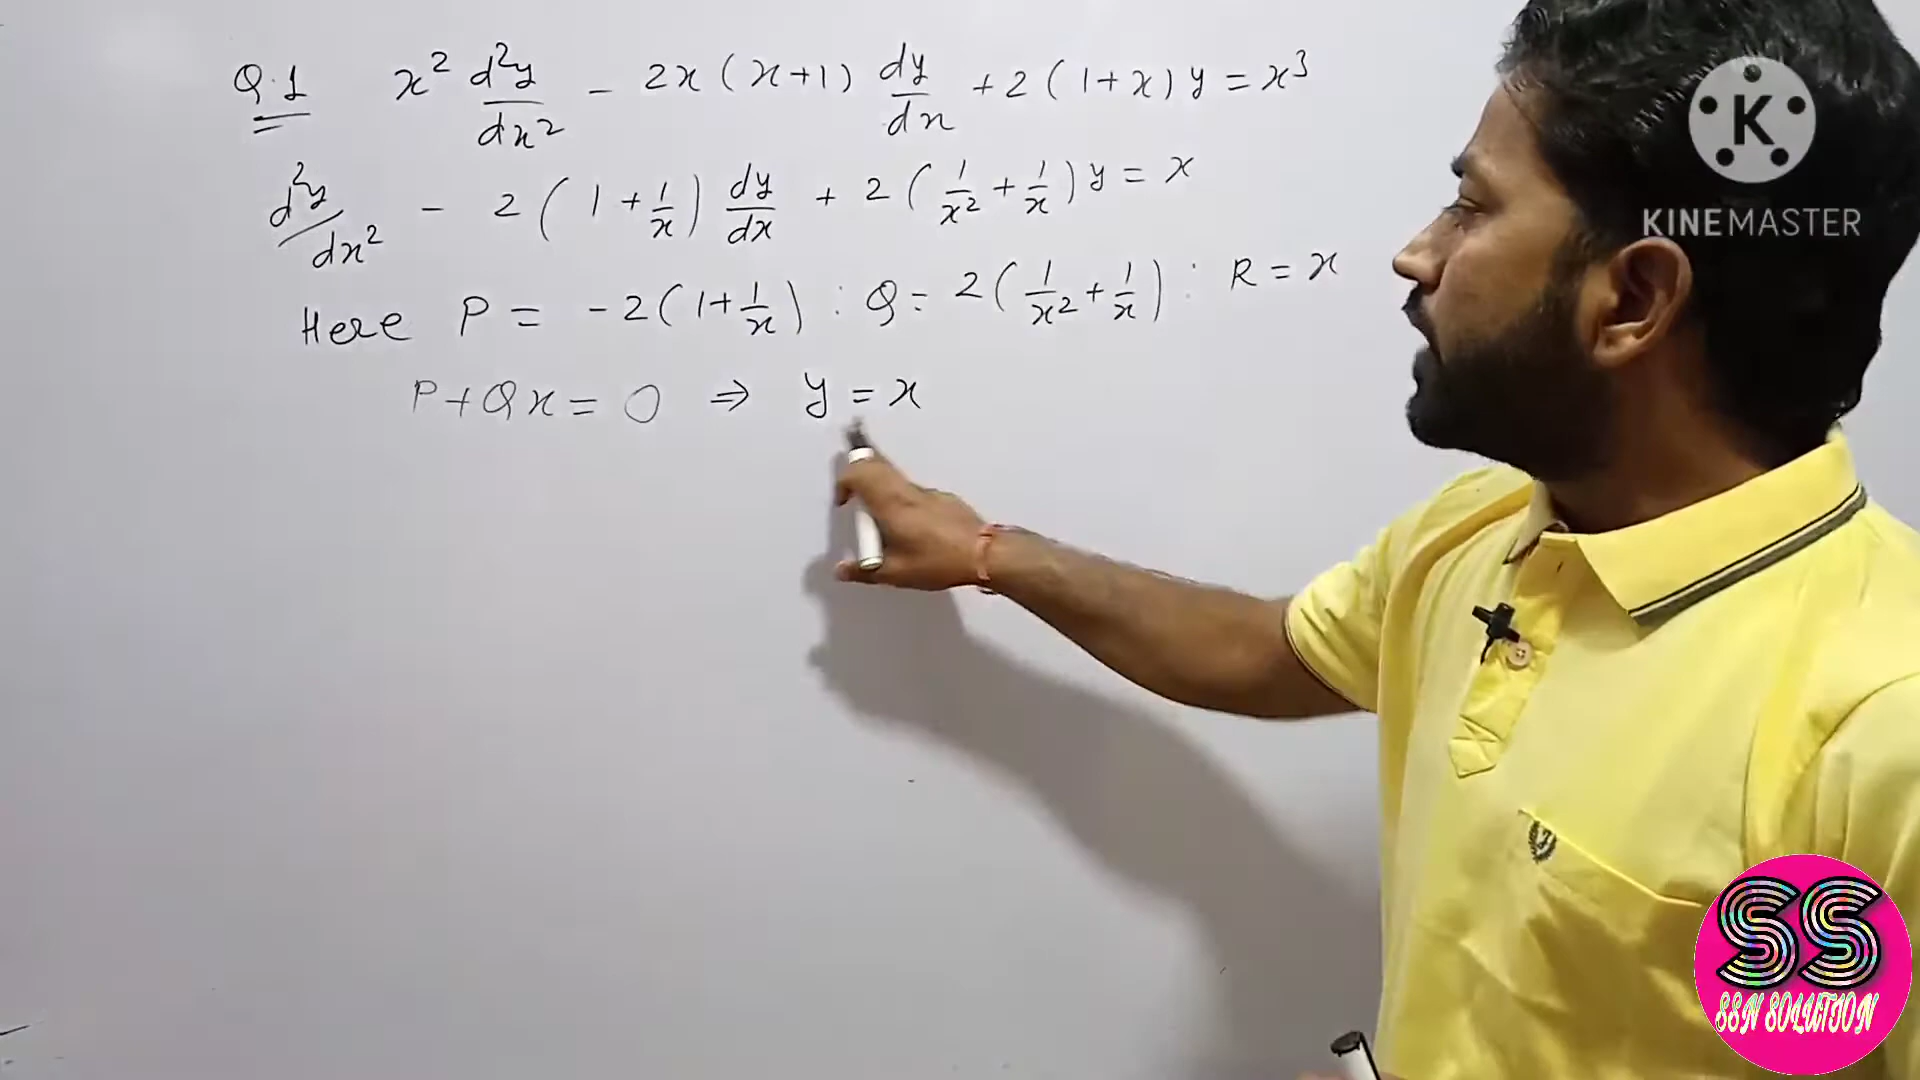 Q.1 x² d²y/dx² - 2x(x+1) dy/dx + 2(1+x)y = x³
d²y/dx² - 2(1+1/x) dy/dx + 2(1/x²+1/x)y = x
Here P = -2(1+1/x) : Q = 2(1/x²+1/x) : R = x
P+Qx = 0 ⇒ y = x
K
KINEMASTER
SS
SSN SOLUTION